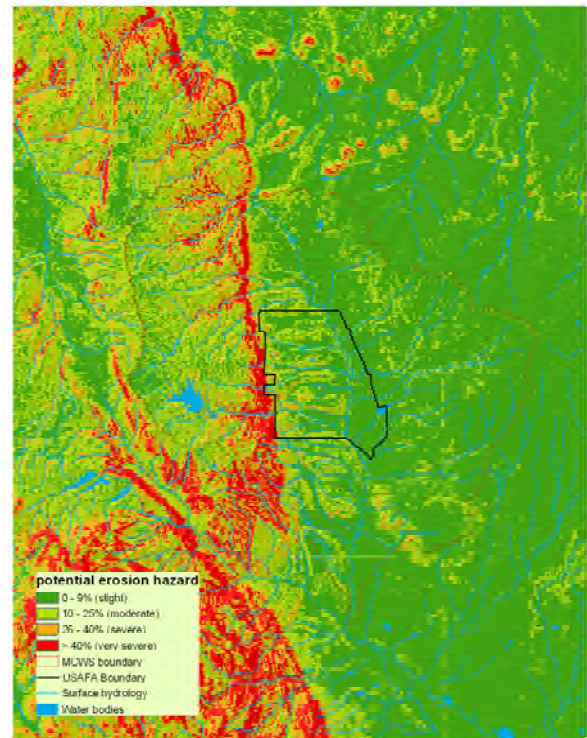 potential erosion hazard
0 - 9% (slight)
10 - 25% (moderate)
26 - 40% (severe)
> 40% (very severe)
MCWS boundary
USAFA Boundary
Surface hydrology
Water bodies